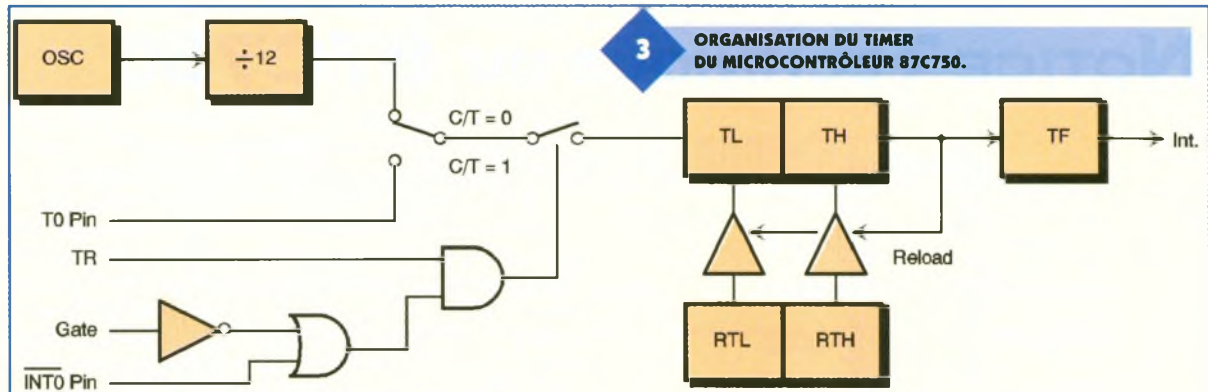 3
ORGANISATION DU TIMER
DU MICROCONTRÔLEUR 87C750.
OSC
÷12
C/T = 0
C/T = 1
TL
TH
TF
Int.
T0 Pin
TR
Reload
Gate
INT0 Pin
RTL
RTH